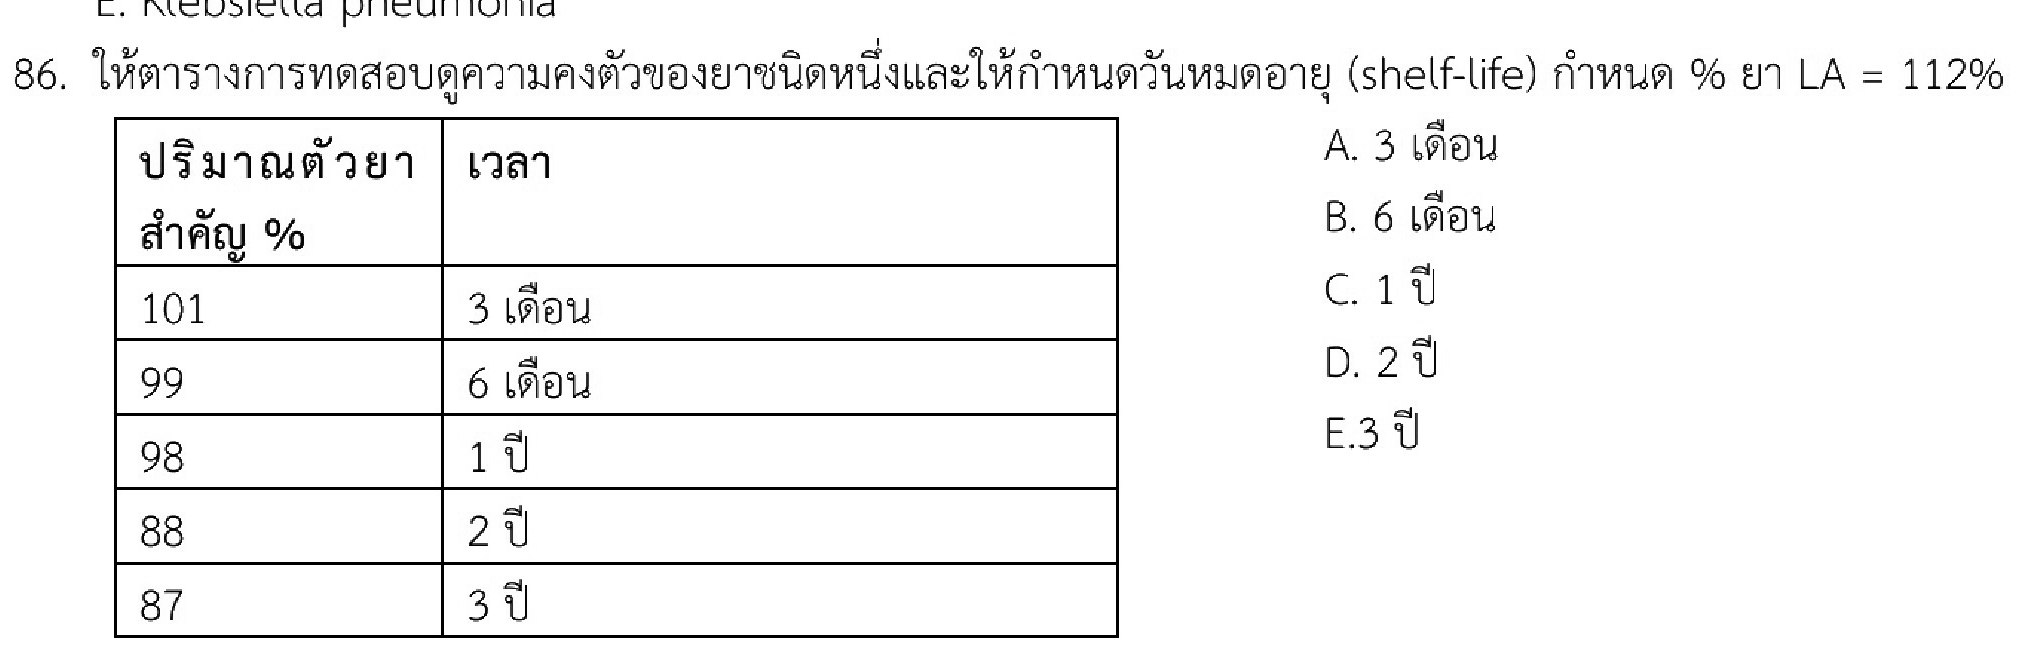 E. Klebsiella pneumonia
86. ให้ตารางการทดสอบดูความคงตัวของยาชนิดหนึ่งและให้กำหนดวันหมดอายุ (shelf-life) กำหนด % ยา LA = 112%
ปริมาณตัวยา เวลา
สำคัญ %
101 3 เดือน
99 6 เดือน
98 1 ปี
88 2 ปี
87 3 ปี
A. 3 เดือน
B. 6 เดือน
C. 1 ปี
D. 2 ปี
E.3 ปี